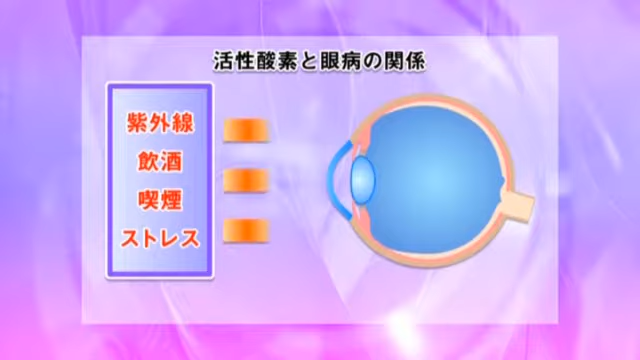 活性酸素と眼病の関係
紫外線
飲酒
喫煙
ストレス